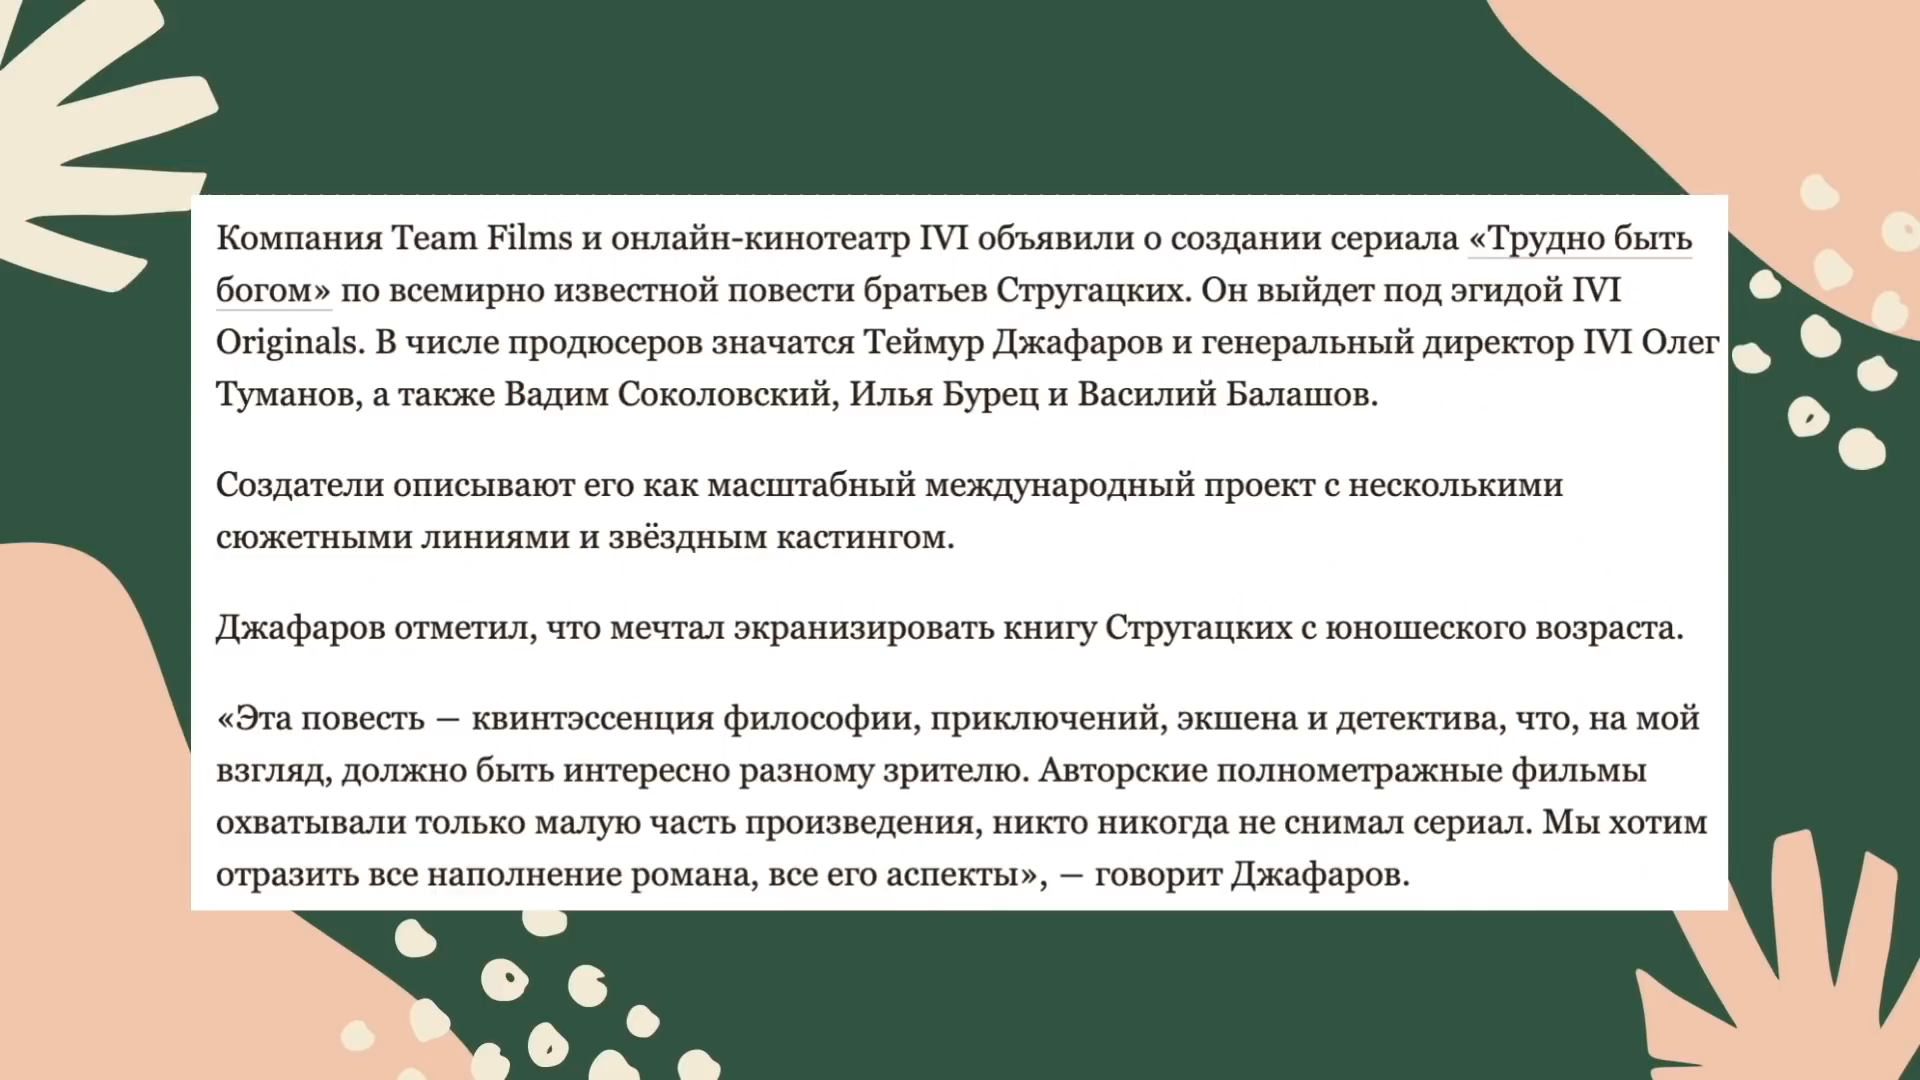 Компания Team Films и онлайн-кинотеатр IVI объявили о создании сериала «Трудно быть
богом» по всемирно известной повести братьев Стругацких. Он выйдет под эгидой IVI
Originals. В числе продюсеров значатся Теймур Джафаров и генеральный директор IVI Олег
Туманов, а также Вадим Соколовский, Илья Бурец и Василий Балашов.
Создатели описывают его как масштабный международный проект с несколькими
сюжетными линиями и звёздным кастингом.
Джафаров отметил, что мечтал экранизировать книгу Стругацких с юношеского возраста.
«Эта повесть — квинтэссенция философии, приключений, экшена и детектива, что, на мой
взгляд, должно быть интересно разному зрителю. Авторские полнометражные фильмы
охватывали только малую часть произведения, никто никогда не снимал сериал. Мы хотим
отразить все наполнение романа, все его аспекты», — говорит Джафаров.